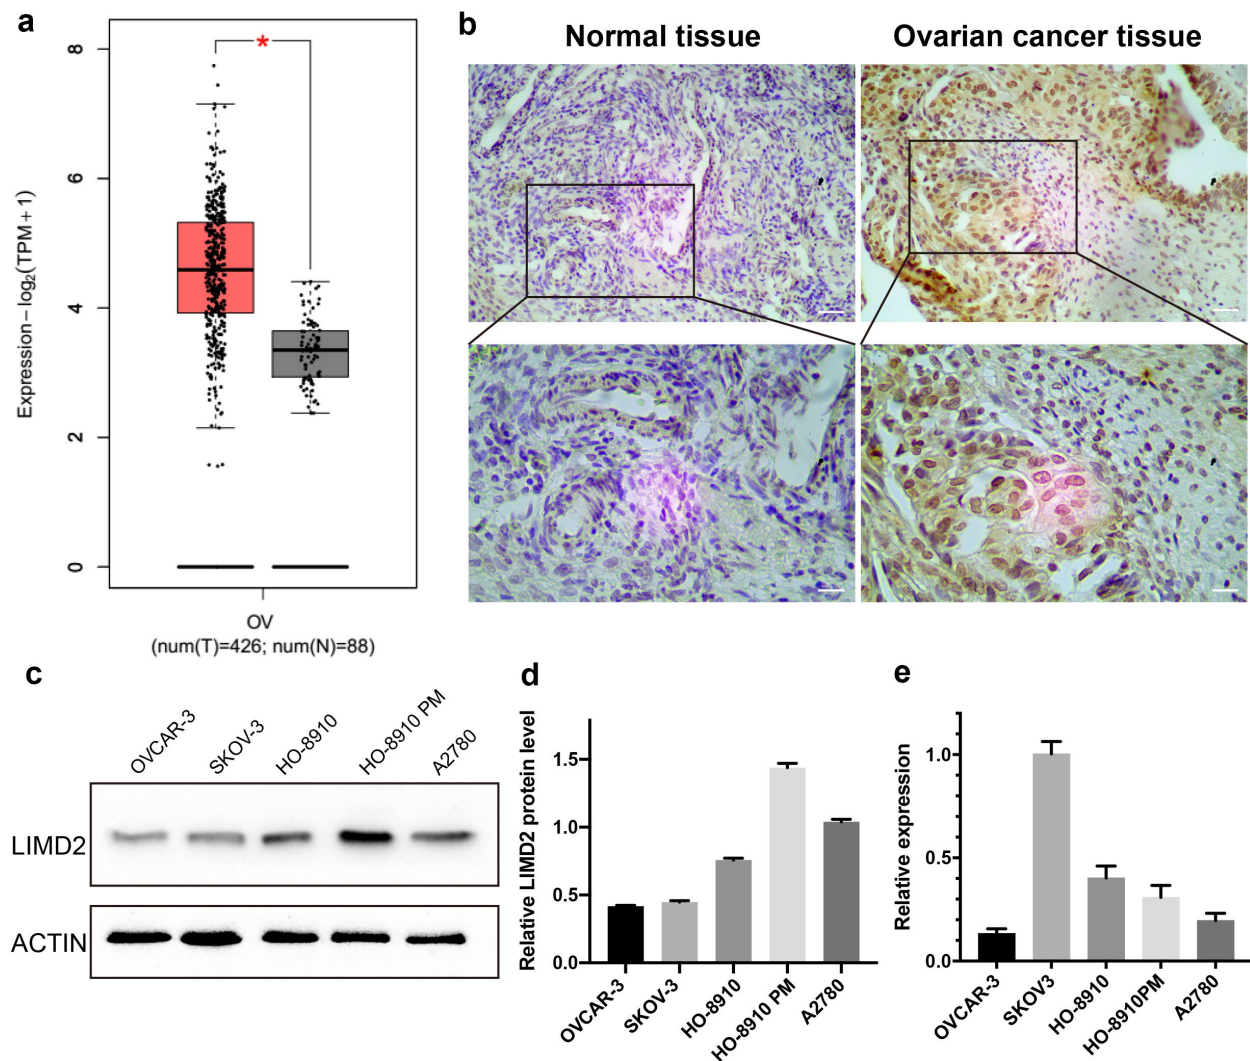 a
*
8
6
4
2
0
Expression – log₂(TPM + 1)
OV
(num(T)=426; num(N)=88)
b
Normal tissue
Ovarian cancer tissue
c
OVCAR-3
SKOV-3
HO-8910
HO-8910 PM
A2780
LIMD2
ACTIN
d
Relative LIMD2 protein level
1.5
1.0
0.5
0.0
OVCAR-3
SKOV-3
HO-8910
HO-8910 PM
A2780
e
Relative expression
1.0
0.5
0.0
OVCAR-3
SKOV3
HO-8910
HO-8910PM
A2780